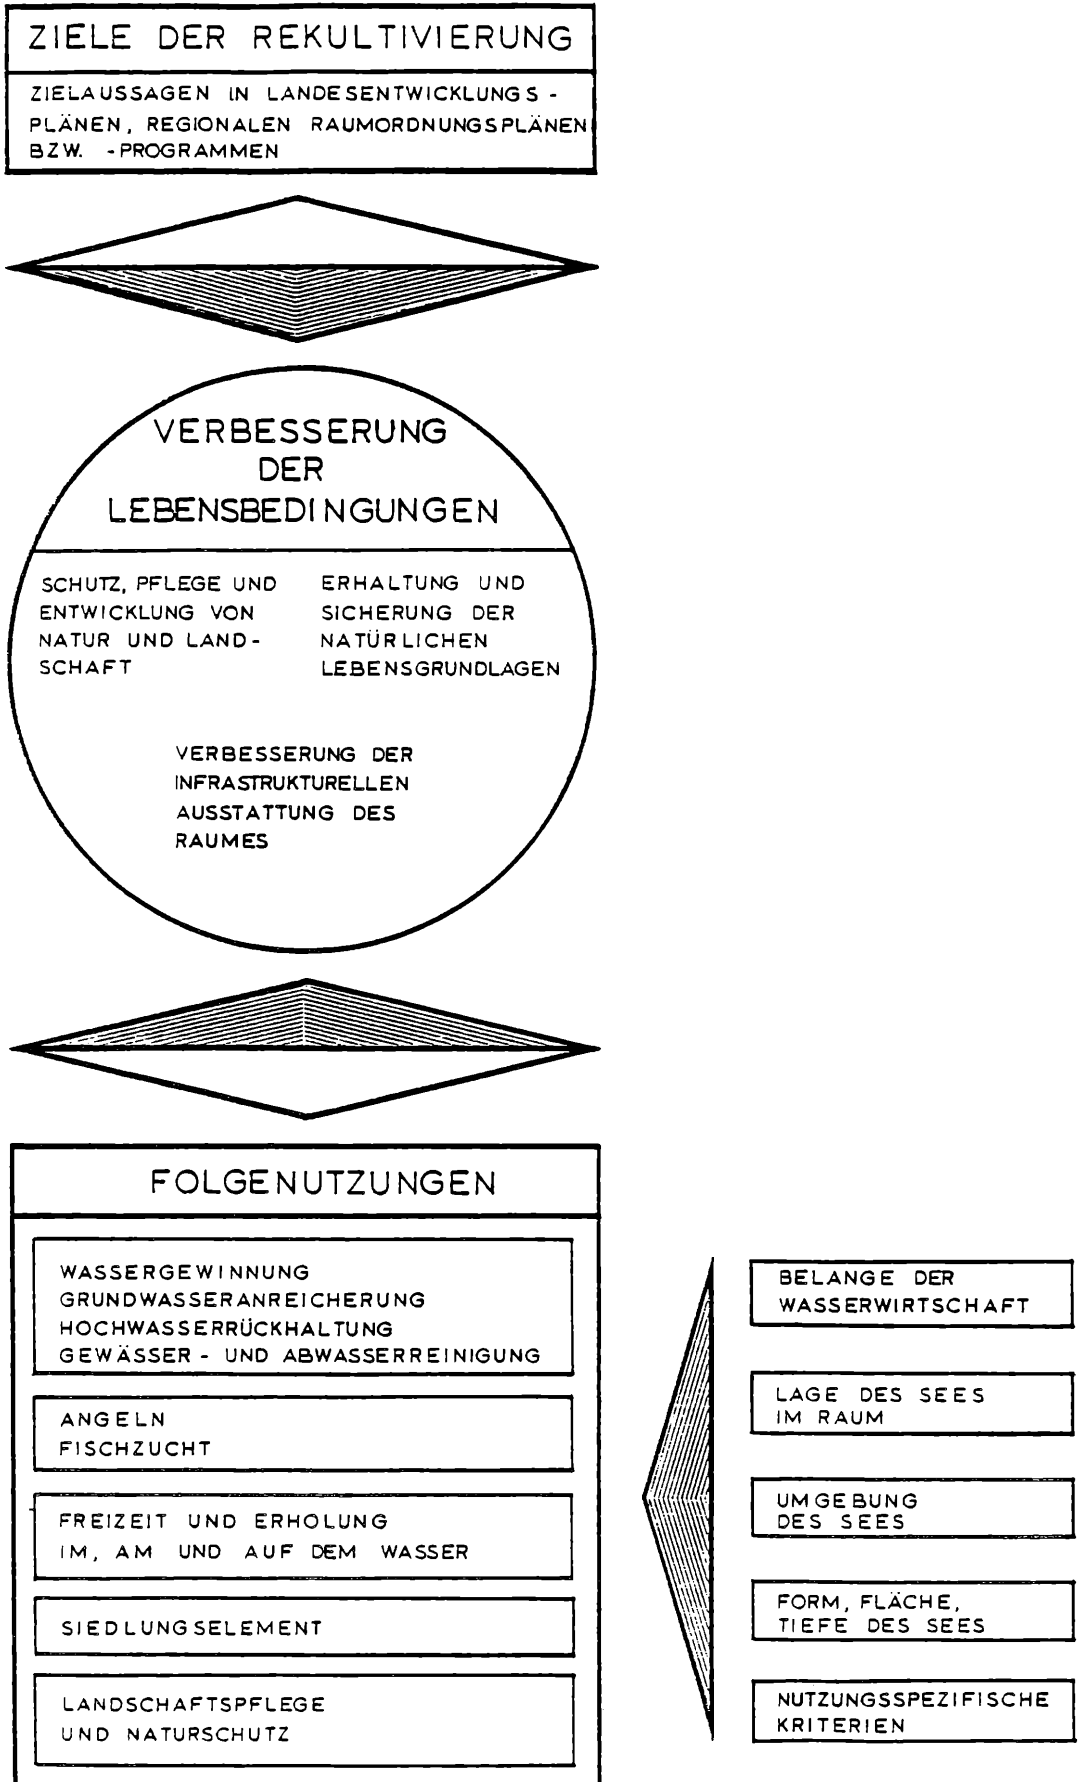 ZIELE DER REKULTIVIERUNG
ZIELAUSSAGEN IN LANDESENTWICKLUNGS-
PLÄNEN, REGIONALEN RAUMORDNUNGSPLÄNEN
BZW. -PROGRAMMEN
VERBESSERUNG
DER
LEBENSBEDINGUNGEN
SCHUTZ, PFLEGE UND
ENTWICKLUNG VON
NATUR UND LAND-
SCHAFT
ERHALTUNG UND
SICHERUNG DER
NATÜRLICHEN
LEBENSGRUNDLAGEN
VERBESSERUNG DER
INFRASTRUKTURELLEN
AUSSTATTUNG DES
RAUMES
FOLGENUTZUNGEN
WASSERGEWINNUNG
GRUNDWASSERANREICHERUNG
HOCHWASSERRÜCKHALTUNG
GEWÄSSER- UND ABWASSERREINIGUNG
ANGELN
FISCHZUCHT
FREIZEIT UND ERHOLUNG
IM, AM UND AUF DEM WASSER
SIEDLUNGSELEMENT
LANDSCHAFTSPFLEGE
UND NATURSCHUTZ
BELANGE DER
WASSERWIRTSCHAFT
LAGE DES SEES
IM RAUM
UMGEBUNG
DES SEES
FORM, FLÄCHE,
TIEFE DES SEES
NUTZUNGSSPEZIFISCHE
KRITERIEN